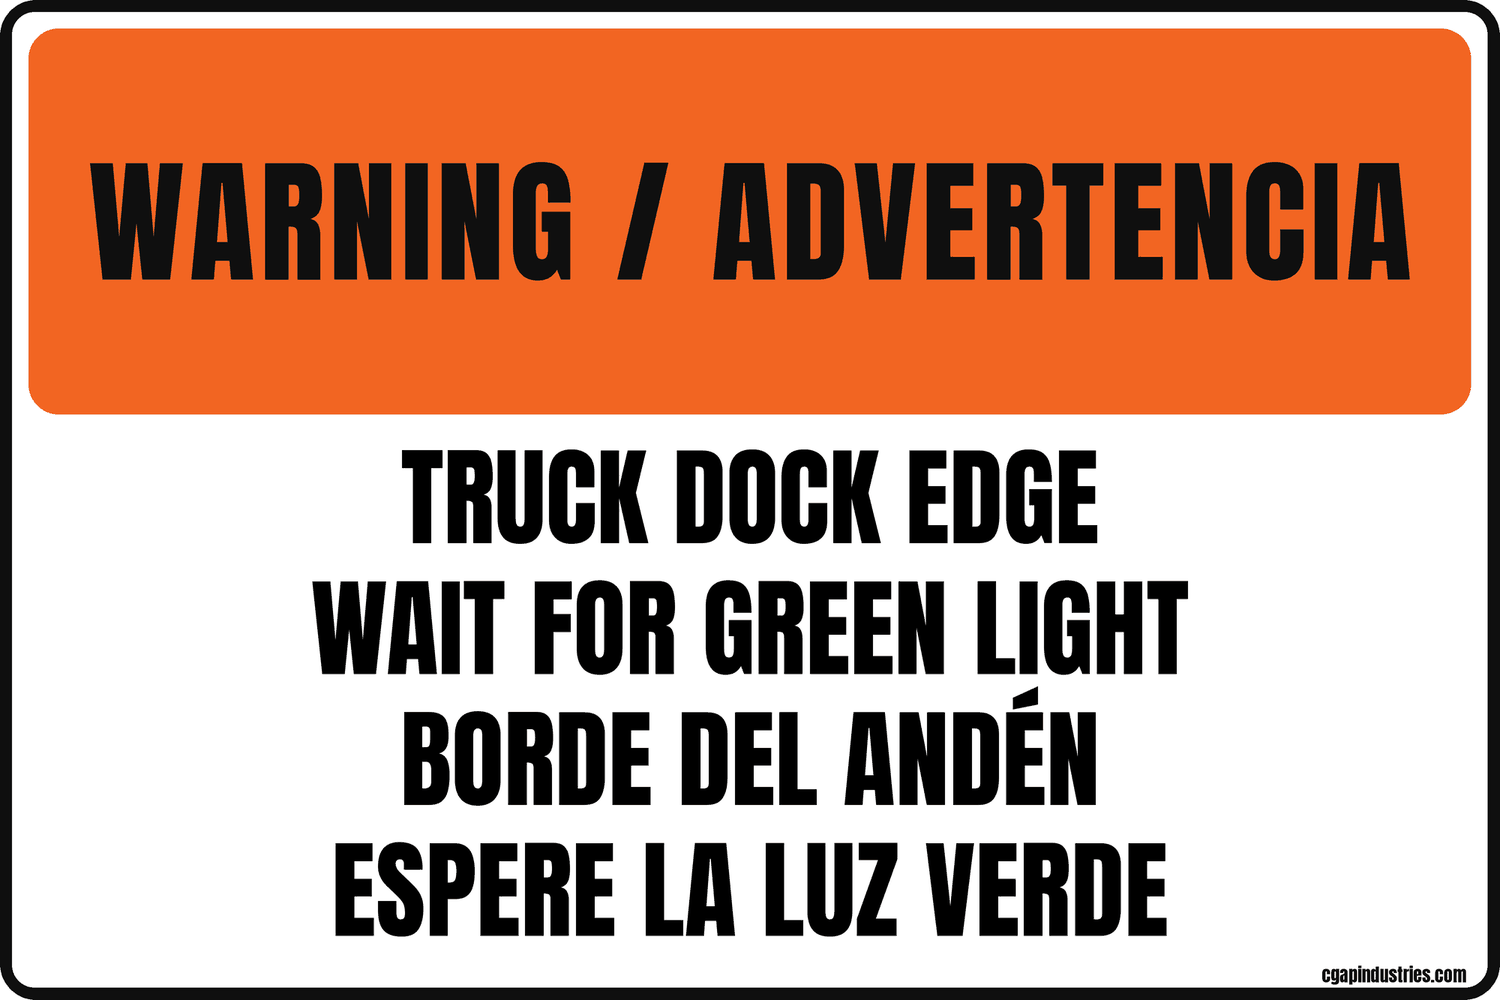 WARNING / ADVERTENCIA
TRUCK DOCK EDGE
WAIT FOR GREEN LIGHT
BORDE DEL ANDÉN
ESPERE LA LUZ VERDE
cgapindustries.com